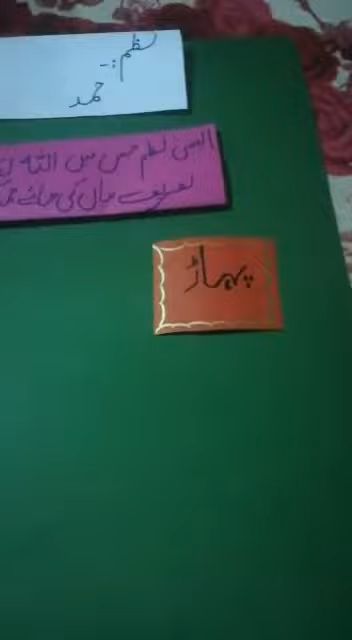 نظم:-
حمد
ایسی نظم جس میں اللہ
تعریف بیان کی جائے
پہاڑ